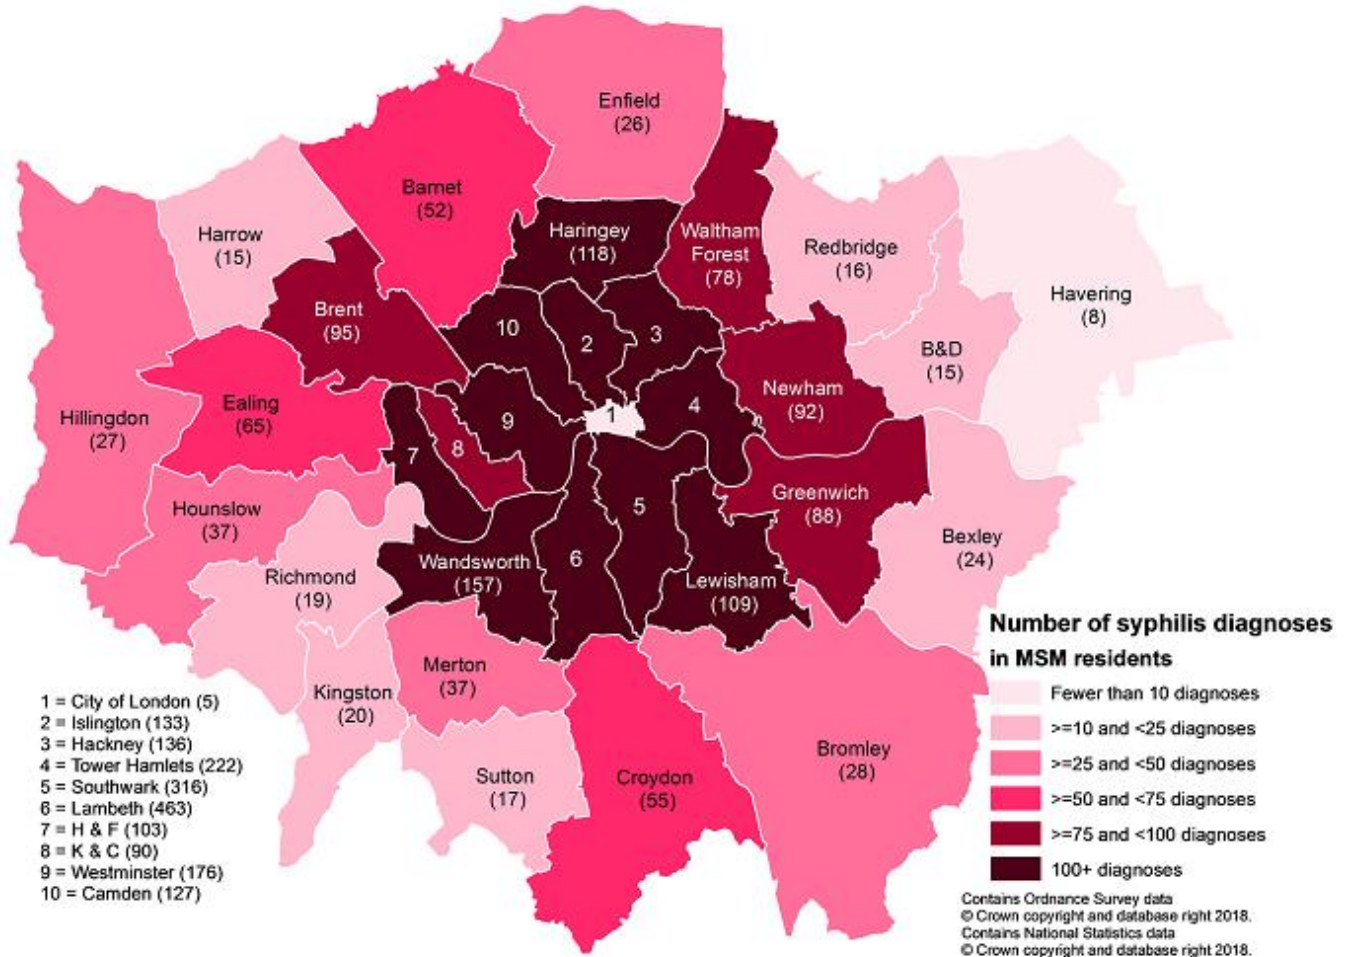 Enfield
(26)
Barnet
(52)
Harrow
(15)
Haringey
(118)
Waltham
Forest
(78)
Redbridge
(16)
Havering
(8)
Brent
(95)
10
2
3
B&D
(15)
Hillingdon
(27)
Ealing
(65)
Newham
(92)
1
4
9
8
7
Hounslow
(37)
Greenwich
(88)
5
6
Bexley
(24)
Richmond
(19)
Wandsworth
(157)
Lewisham
(109)
Merton
(37)
Kingston
(20)
Sutton
(17)
Croydon
(55)
Bromley
(28)
1 = City of London (5)
2 = Islington (133)
3 = Hackney (136)
4 = Tower Hamlets (222)
5 = Southwark (316)
6 = Lambeth (463)
7 = H & F (103)
8 = K & C (90)
9 = Westminster (176)
10 = Camden (127)
Number of syphilis diagnoses
in MSM residents
Fewer than 10 diagnoses
>=10 and <25 diagnoses
>=25 and <50 diagnoses
>=50 and <75 diagnoses
>=75 and <100 diagnoses
100+ diagnoses
Contains Ordnance Survey data
© Crown copyright and database right 2018.
Contains National Statistics data
© Crown copyright and database right 2018.